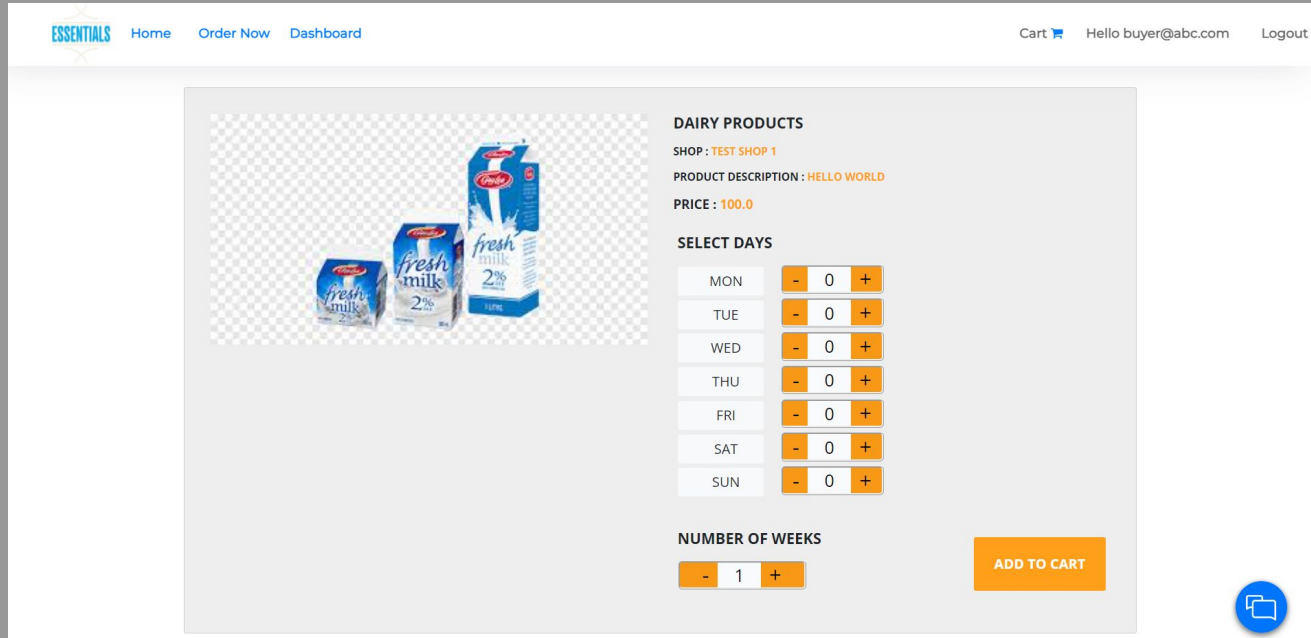 ESSENTIALS Home Order Now Dashboard Cart Hello buyer@abc.com Logout
DAIRY PRODUCTS
SHOP : TEST SHOP 1
PRODUCT DESCRIPTION : HELLO WORLD
PRICE : 100.0
SELECT DAYS
MON - 0 +
TUE - 0 +
WED - 0 +
THU - 0 +
FRI - 0 +
SAT - 0 +
SUN - 0 +
NUMBER OF WEEKS
- 1 +
ADD TO CART
fresh
milk
2%
fresh
milk
2%
fresh
milk
2%
1 LITRE